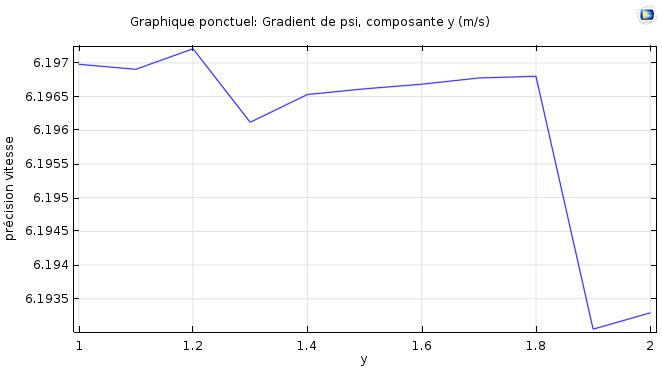 Graphique ponctuel: Gradient de psi, composante y (m/s)
6.197
6.1965
6.196
6.1955
6.195
6.1945
6.194
6.1935
précision vitesse
1 1.2 1.4 1.6 1.8 2
y